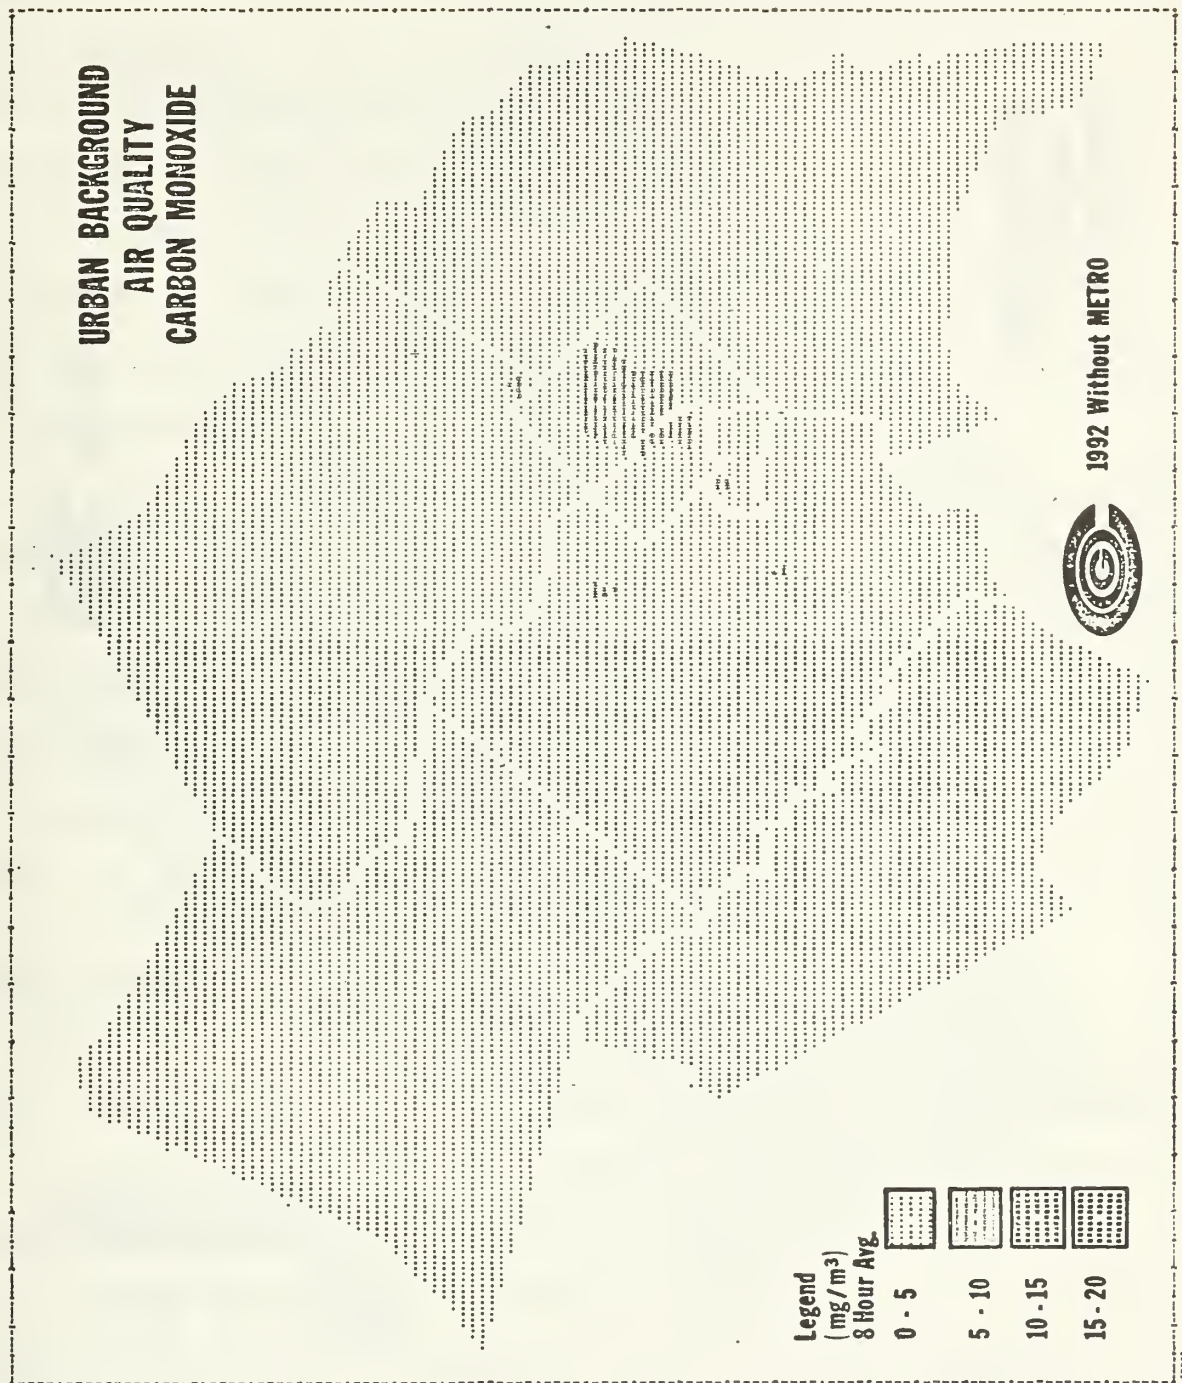 URBAN BACKGROUND
AIR QUALITY
CARBON MONOXIDE
1992 Without METRO
Legend
(mg/m³)
8 Hour Avg.
0 - 5
5 - 10
10 - 15
15 - 20